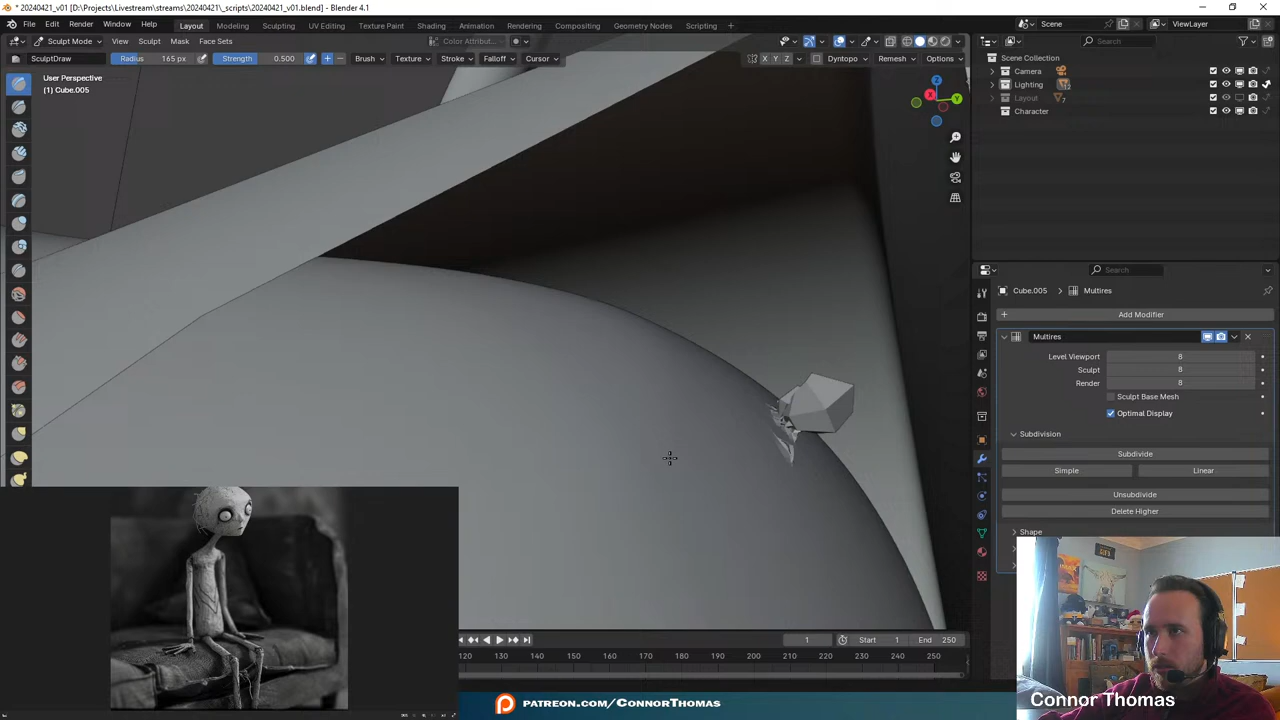 * 20240421_v01 [D:\Projects\Livestream\streams\20240421\_scripts\20240421_v01.blend] - Blender 4.1
File Edit Render Window Help Layout Modeling Sculpting UV Editing Texture Paint Shading Animation Rendering Compositing Geometry Nodes Scripting + Scene ViewLayer
Sculpt Mode View Sculpt Mask Face Sets Color Attribut... Search
SculptDraw Radius 165 px Strength 0.500 Brush Texture Stroke Falloff Cursor X Y Z Dyntopo Remesh Options
Scene Collection
Camera
Lighting
Layout
Character
User Perspective
(1) Cube.005
Z
X
Y
Search
Cube.005 Multires
Add Modifier
Multires
Level Viewport 8
Sculpt 8
Render 8
Sculpt Base Mesh
Optimal Display
Subdivision
Subdivide
Simple Linear
Unsubdivide
Delete Higher
Shape
1 Start 1 End 250
120 130 140 150 160 170 180 190 200 210 220 230 240 250
PATREON.COM/CONNORTHOMAS
Connor Thomas